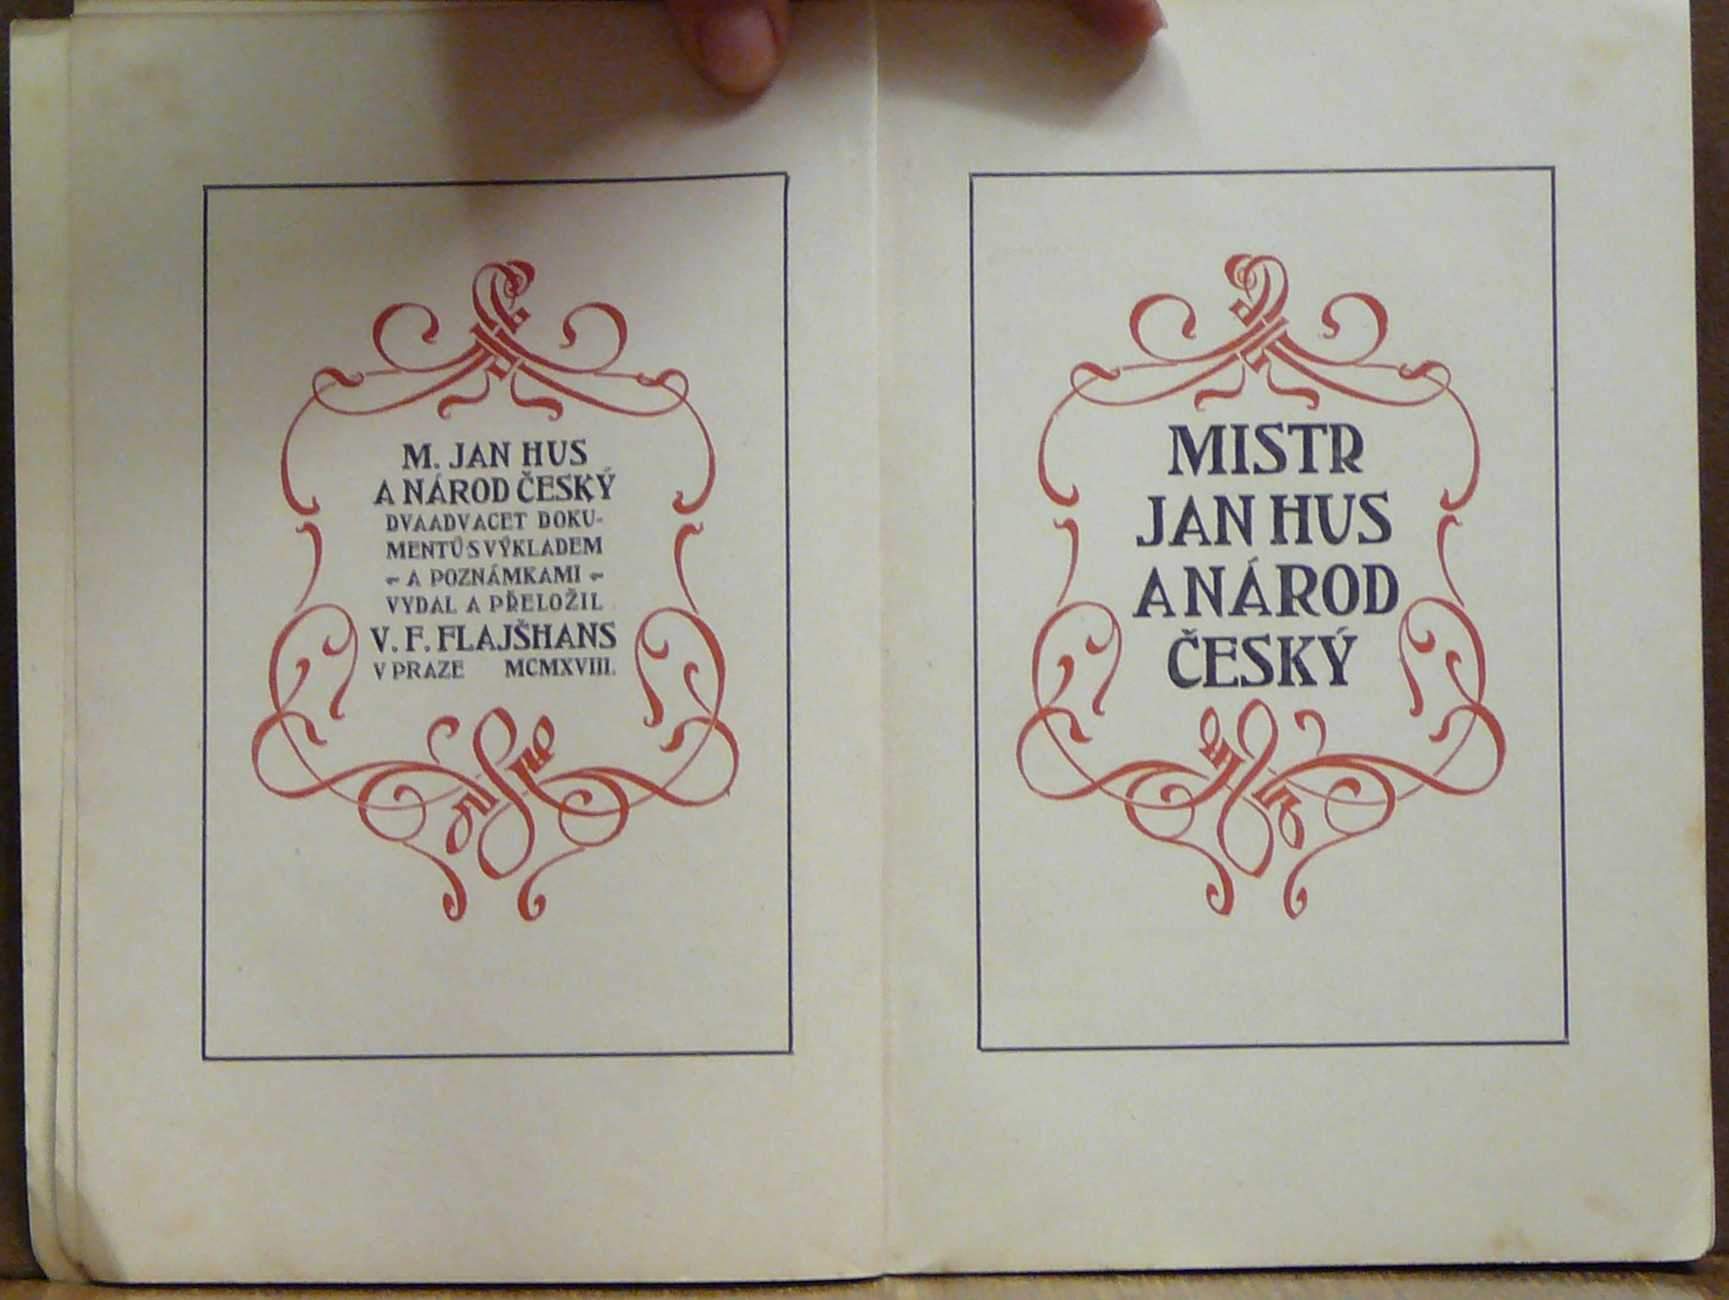 M. JAN HUS
A NÁROD ČESKÝ
DVAADVACET DOKU-
MENTŮ S VÝKLADEM
A POZNÁMKAMI
VYDAL A PŘELOŽIL
V. F. FLAJŠHANS
V PRAZE MCMXVIII.
MISTR
JAN HUS
A NÁROD
ČESKÝ